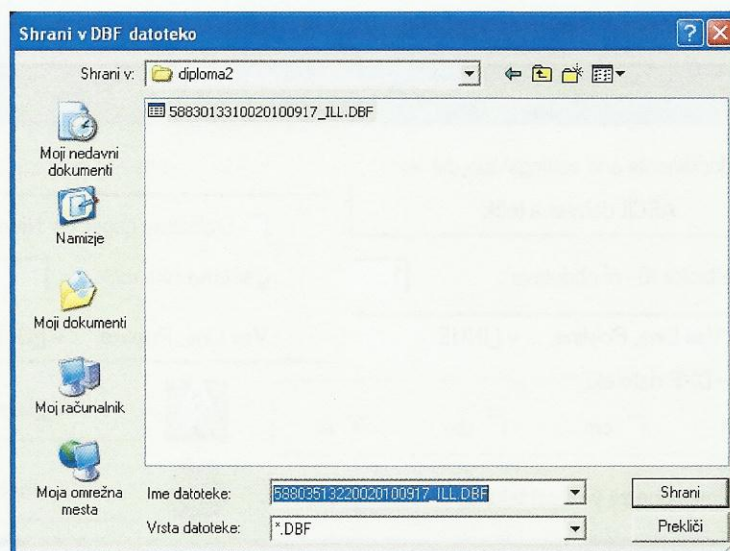 Shrani v DBF datoteko
Shrani v: diploma2
5883013310020100917_ILL.DBF
Moji nedavni
dokumenti
Namizje
Moji dokumenti
Moj računalnik
Moja omrežna
mesta
Ime datoteke: 58803513220020100917_ILL.DBF Shrani
Vrsta datoteke: *.DBF Prekliči